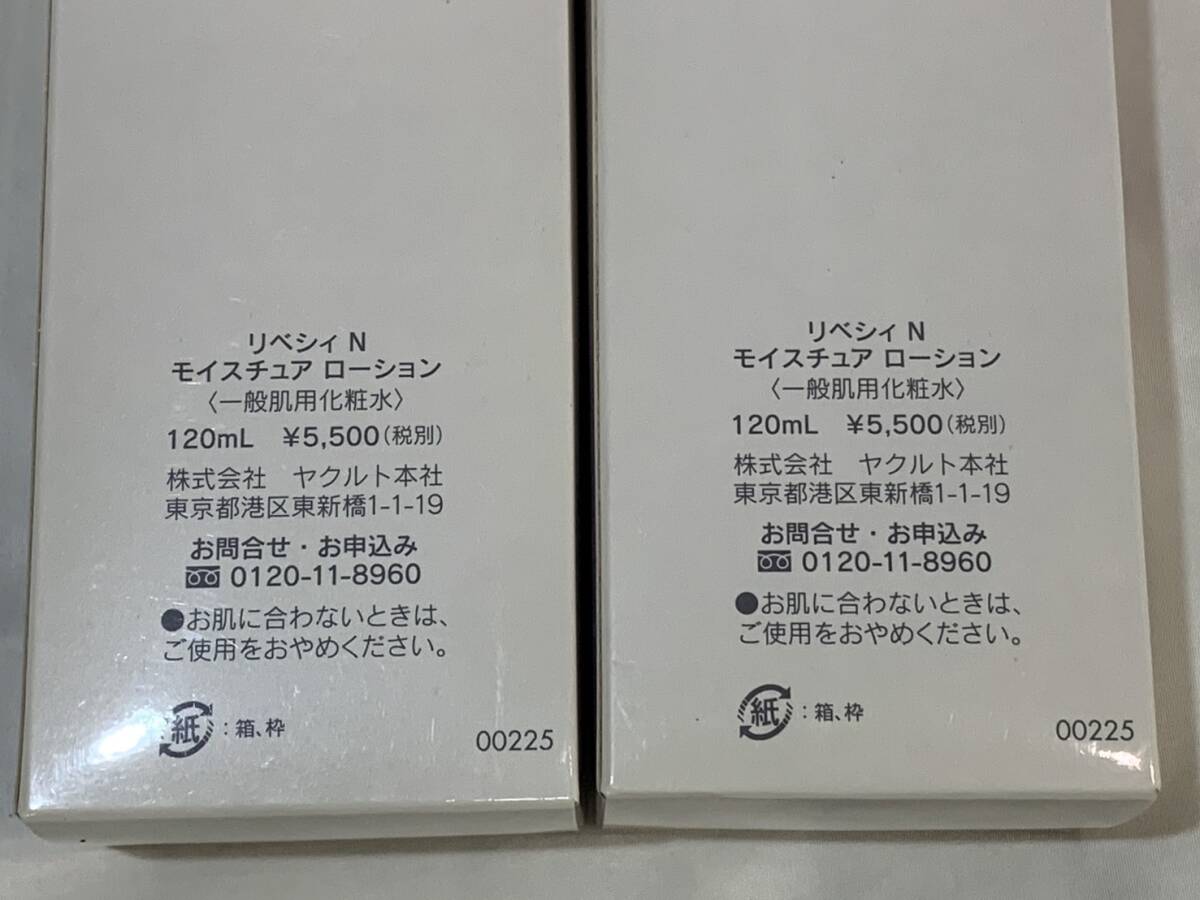 リベシィ N
モイスチュア ローション
〈一般肌用化粧水〉
120mL ¥5,500(税別)
株式会社 ヤクルト本社
東京都港区東新橋1-1-19
お問合せ・お申込み
0120-11-8960
●お肌に合わないときは、
ご使用をおやめください。
紙:箱、枠
00225
リベシィ N
モイスチュア ローション
〈一般肌用化粧水〉
120mL ¥5,500(税別)
株式会社 ヤクルト本社
東京都港区東新橋1-1-19
お問合せ・お申込み
0120-11-8960
●お肌に合わないときは、
ご使用をおやめください。
紙:箱、枠
00225